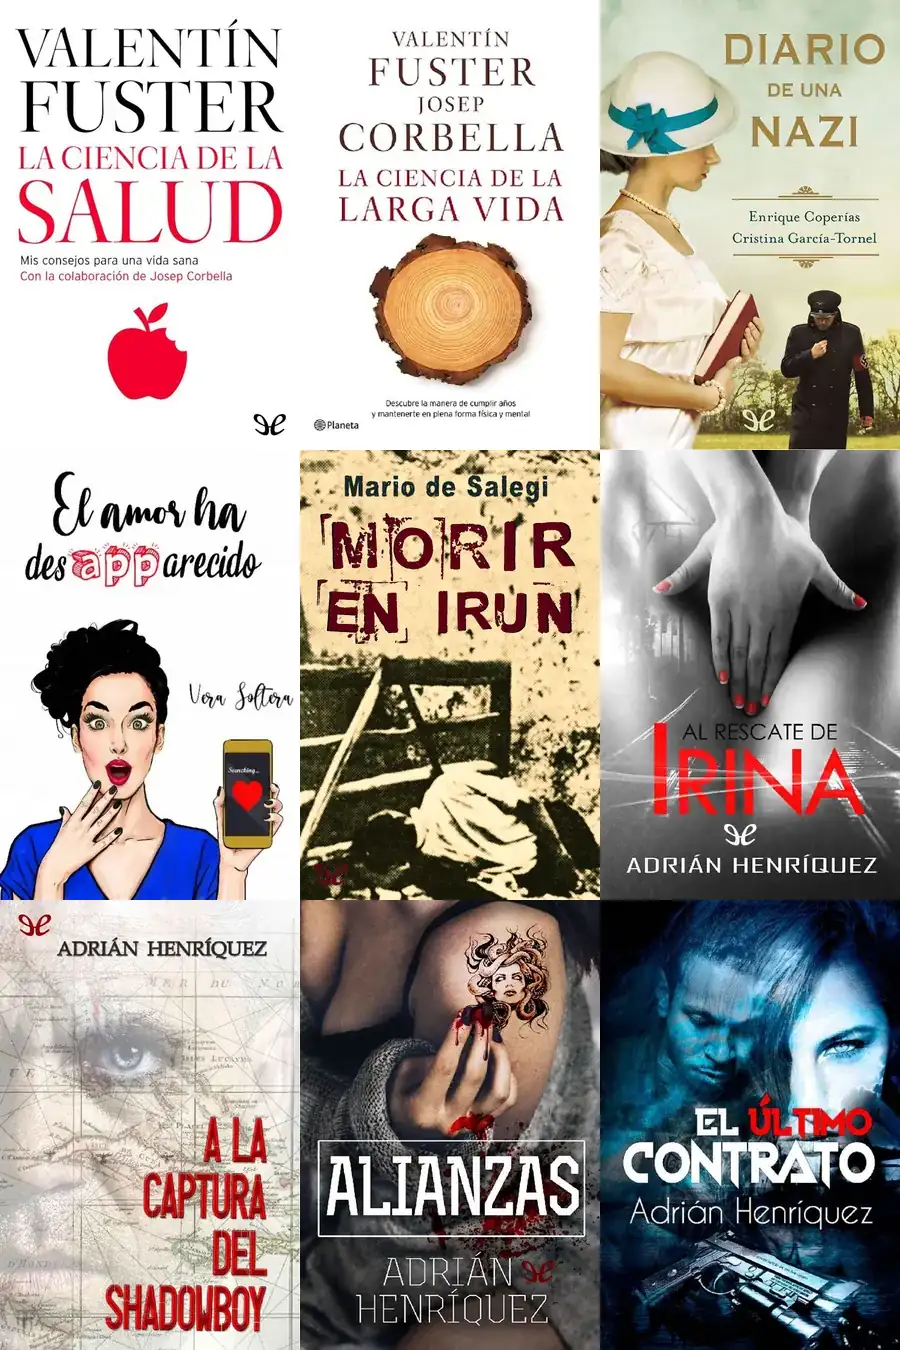 VALENTÍN
FUSTER
LA CIENCIA DE LA
SALUD
Mis consejos para una vida sana
Con la colaboración de Josep Corbella
VALENTÍN
FUSTER
JOSEP
CORBELLA
LA CIENCIA DE LA
LARGA VIDA
Descubre la manera de cumplir años
y mantenerte en plena forma física y mental
Planeta
DIARIO
DE UNA
NAZI
Enrique Coperías
Cristina García-Tornel
El amor ha
desapparecido
Vera Soltera
Searching...
Mario de Salegi
MORIR
EN IRUN
AL RESCATE DE
IRINA
ADRIÁN HENRÍQUEZ
ADRIÁN HENRÍQUEZ
A LA
CAPTURA
DEL
SHADOWBOY
ALIANZAS
ADRIÁN
HENRÍQUEZ
EL ÚLTIMO
CONTRATO
Adrián Henríquez